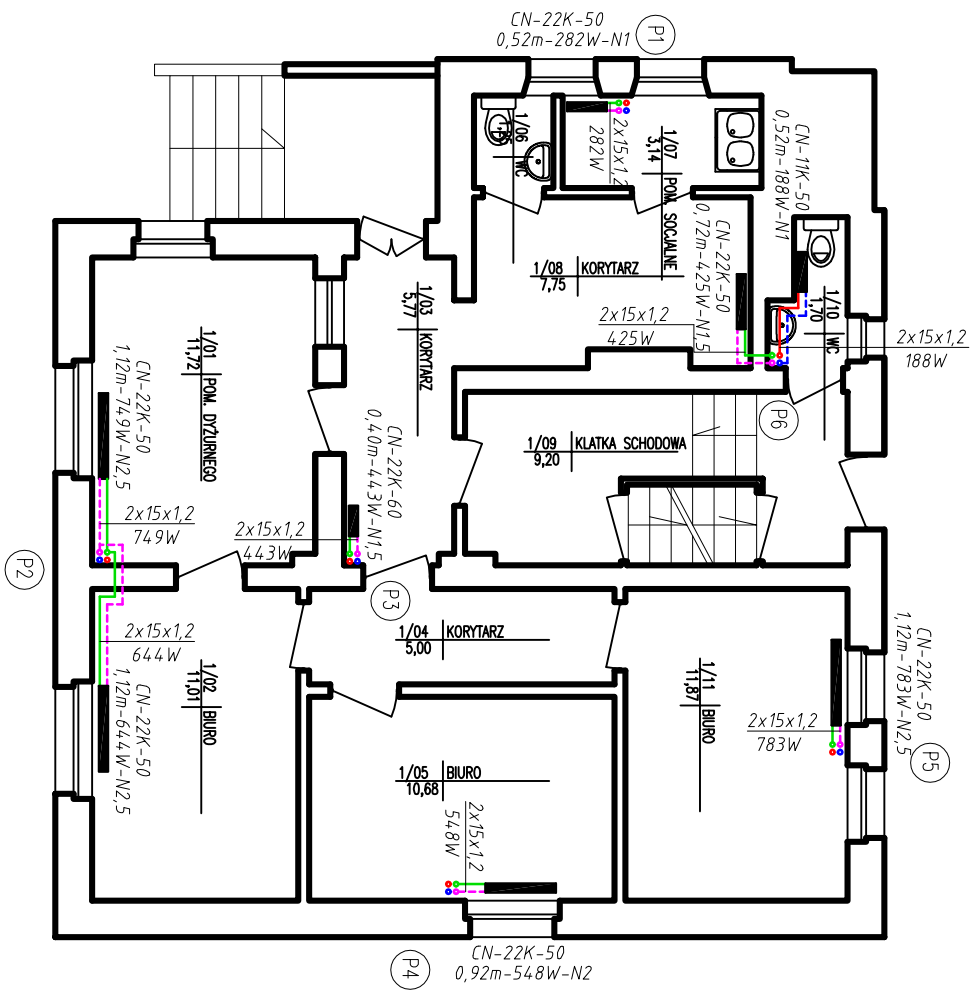 CN-22K-50
0,52m-282W-N1
P1
1/06
WC
2x15x1,2
282W
1/07
3,14
POM. SOCJALNE
CN-11K-50
0,52m-188W-N1
CN-22K-50
0,72m-425W-N1,5
1/08
7,75
KORYTARZ
2x15x1,2
425W
1/10
1,70
WC
2x15x1,2
188W
1/03
5,77
KORYTARZ
1/01
11,72
POM. DYŻURNEGO
CN-22K-50
1,12m-749W-N2,5
CN-22K-60
0,40m-443W-N1,5
P6
1/09
9,20
KLATKA SCHODOWA
2x15x1,2
749W
2x15x1,2
443W
P2
P3
1/04
5,00
KORYTARZ
2x15x1,2
644W
1/02
11,01
BIURO
CN-22K-50
1,12m-644W-N2,5
1/11
11,87
BIURO
CN-22K-50
1,12m-783W-N2,5
2x15x1,2
783W
P5
1/05
10,68
BIURO
2x15x1,2
548W
CN-22K-50
0,92m-548W-N2
P4